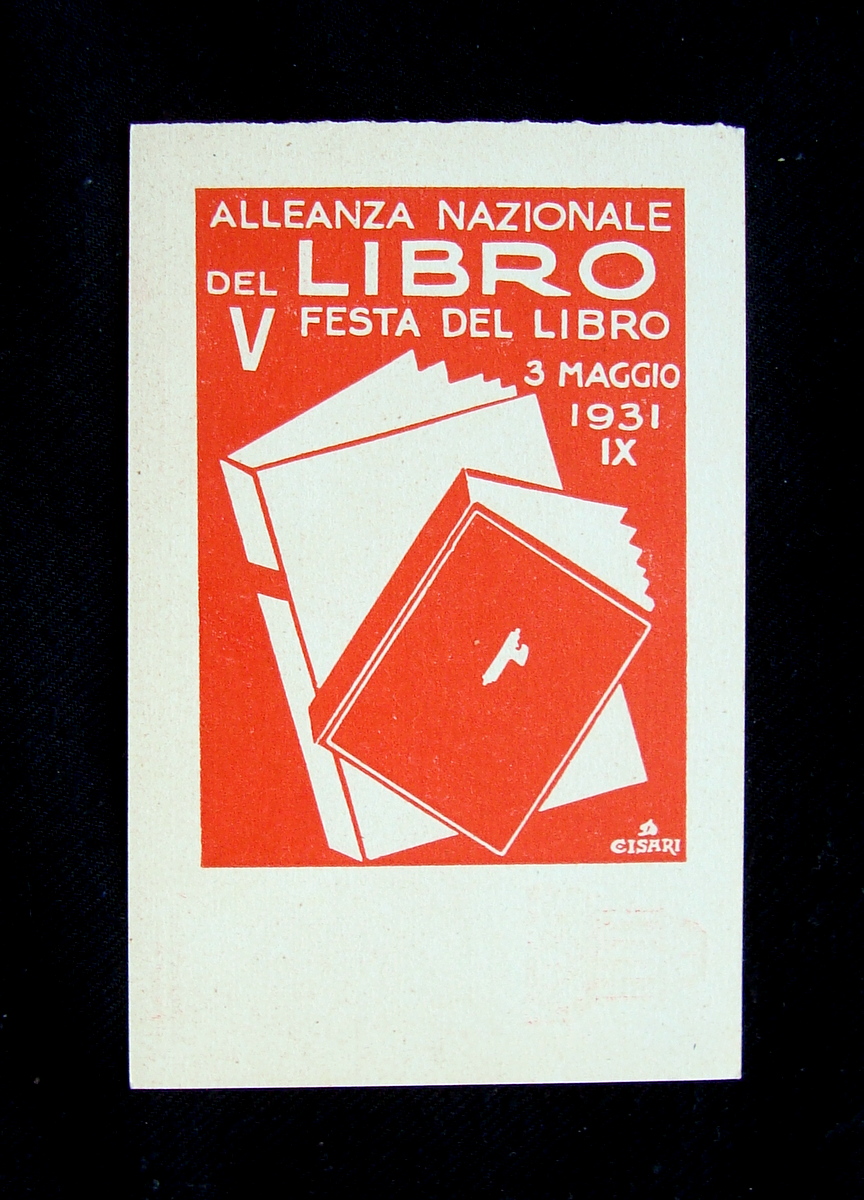 ALLEANZA NAZIONALE
DEL LIBRO
V FESTA DEL LIBRO
3 MAGGIO
1931
IX
CISARI